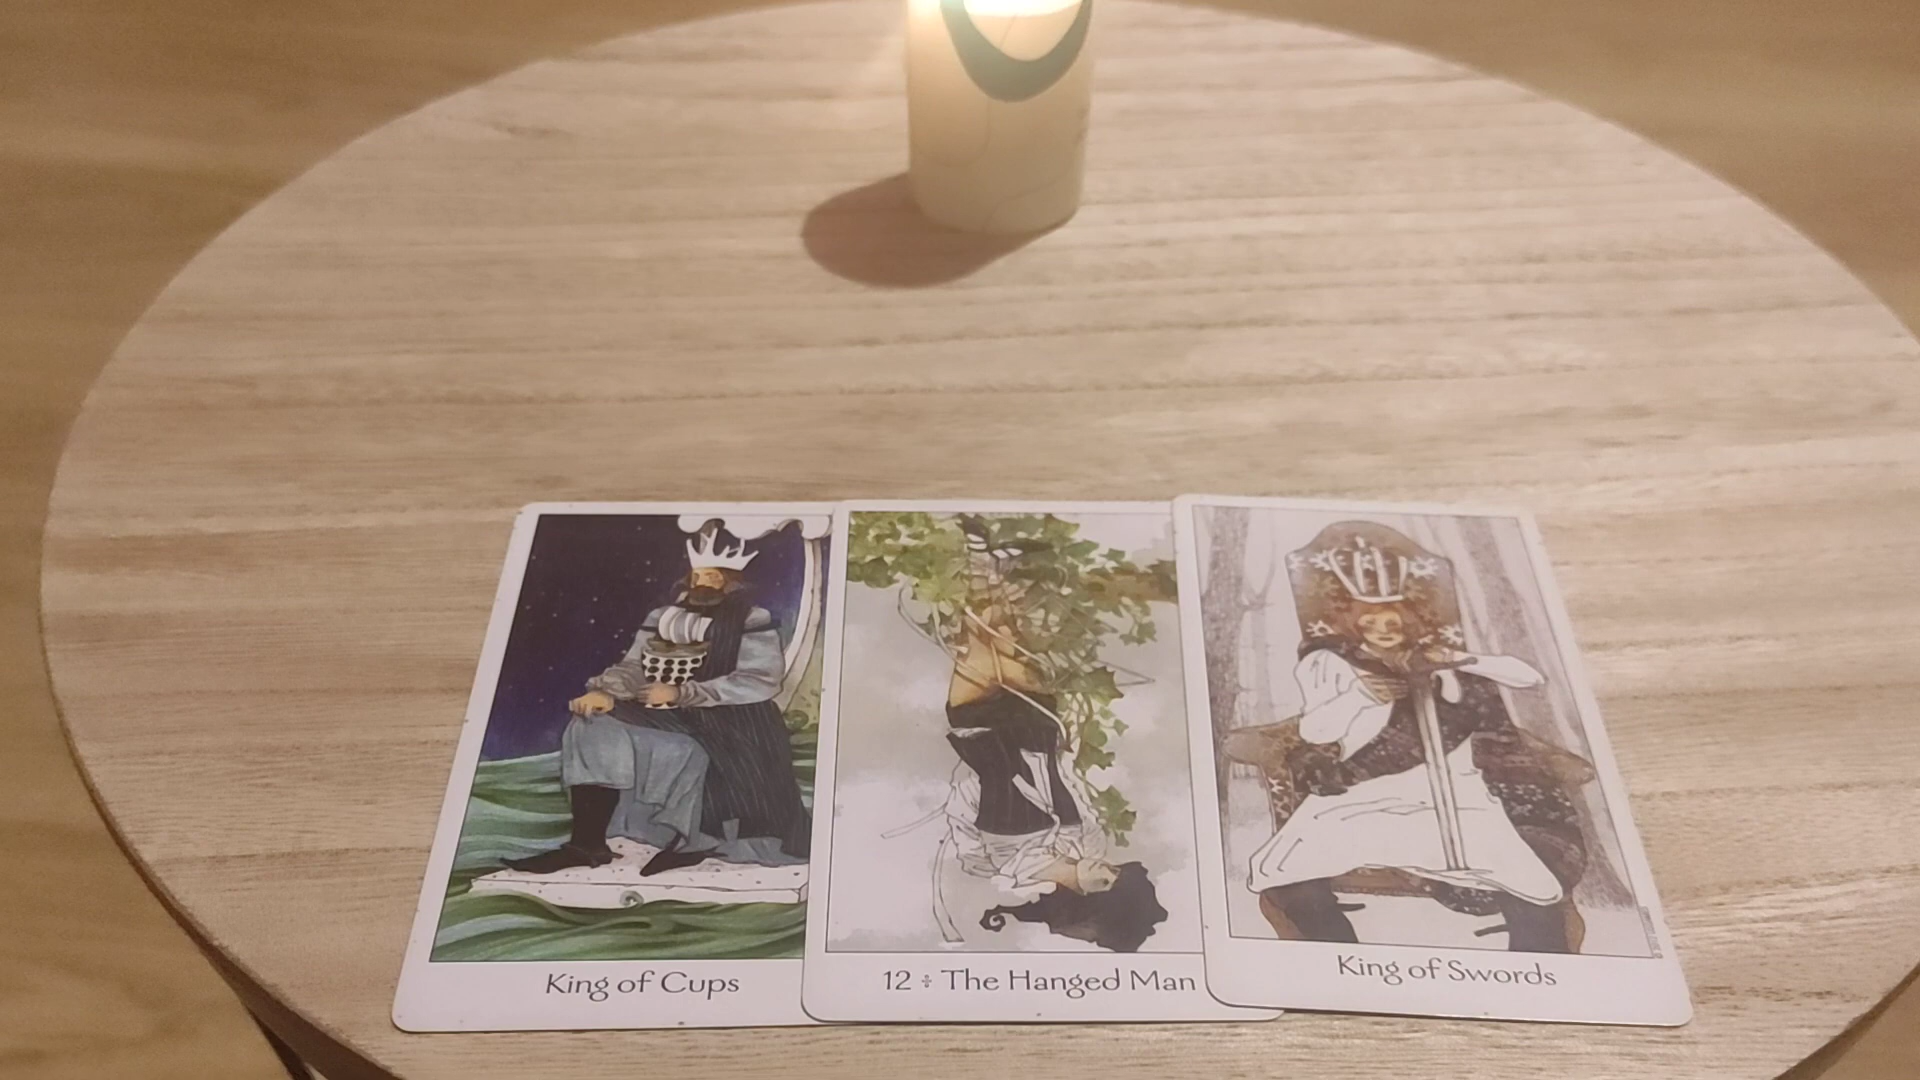 King of Cups
12 ÷ The Hanged Man
King of Swords